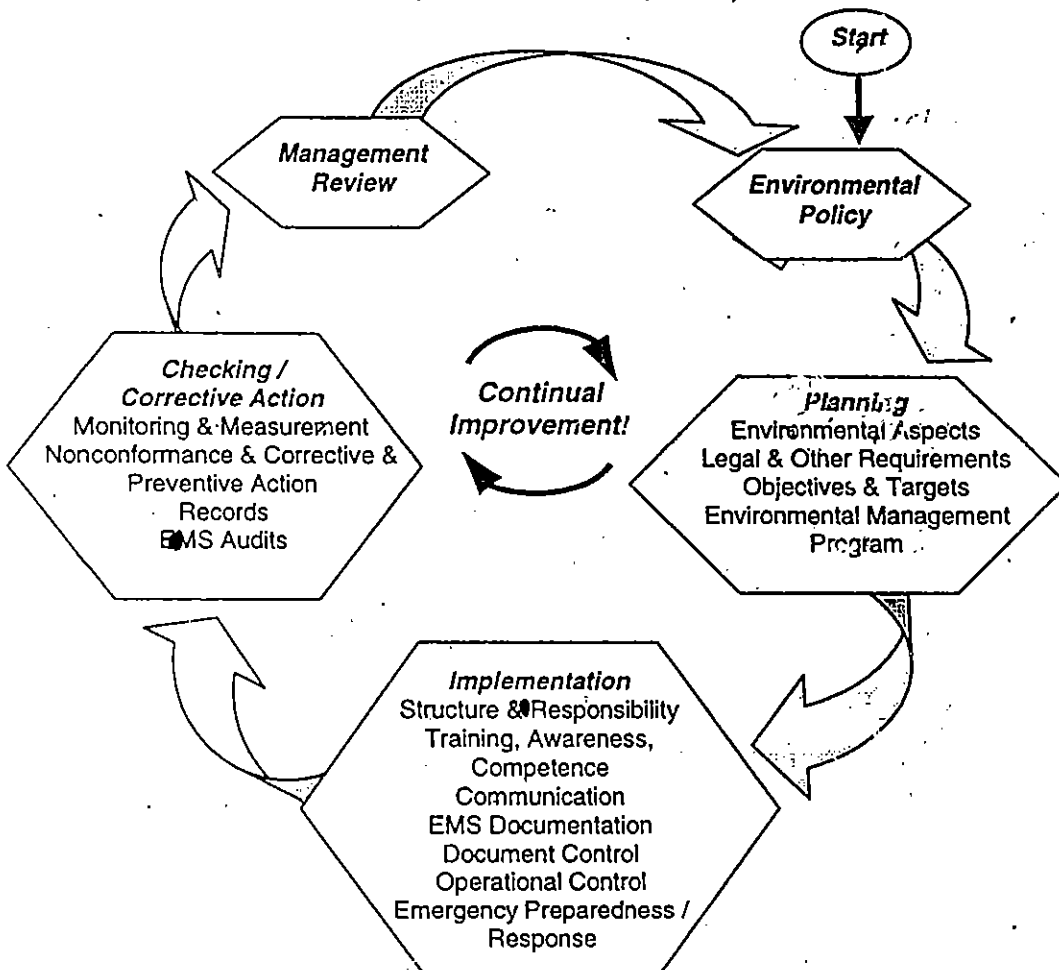 Start
Environmental
Policy
Planning
Environmental Aspects
Legal & Other Requirements
Objectives & Targets
Environmental Management
Program
Implementation
Structure & Responsibility
Training, Awareness,
Competence
Communication
EMS Documentation
Document Control
Operational Control
Emergency Preparedness /
Response
Checking /
Corrective Action
Monitoring & Measurement
Nonconformance & Corrective &
Preventive Action
Records
EMS Audits
Management
Review
Continual
Improvement!